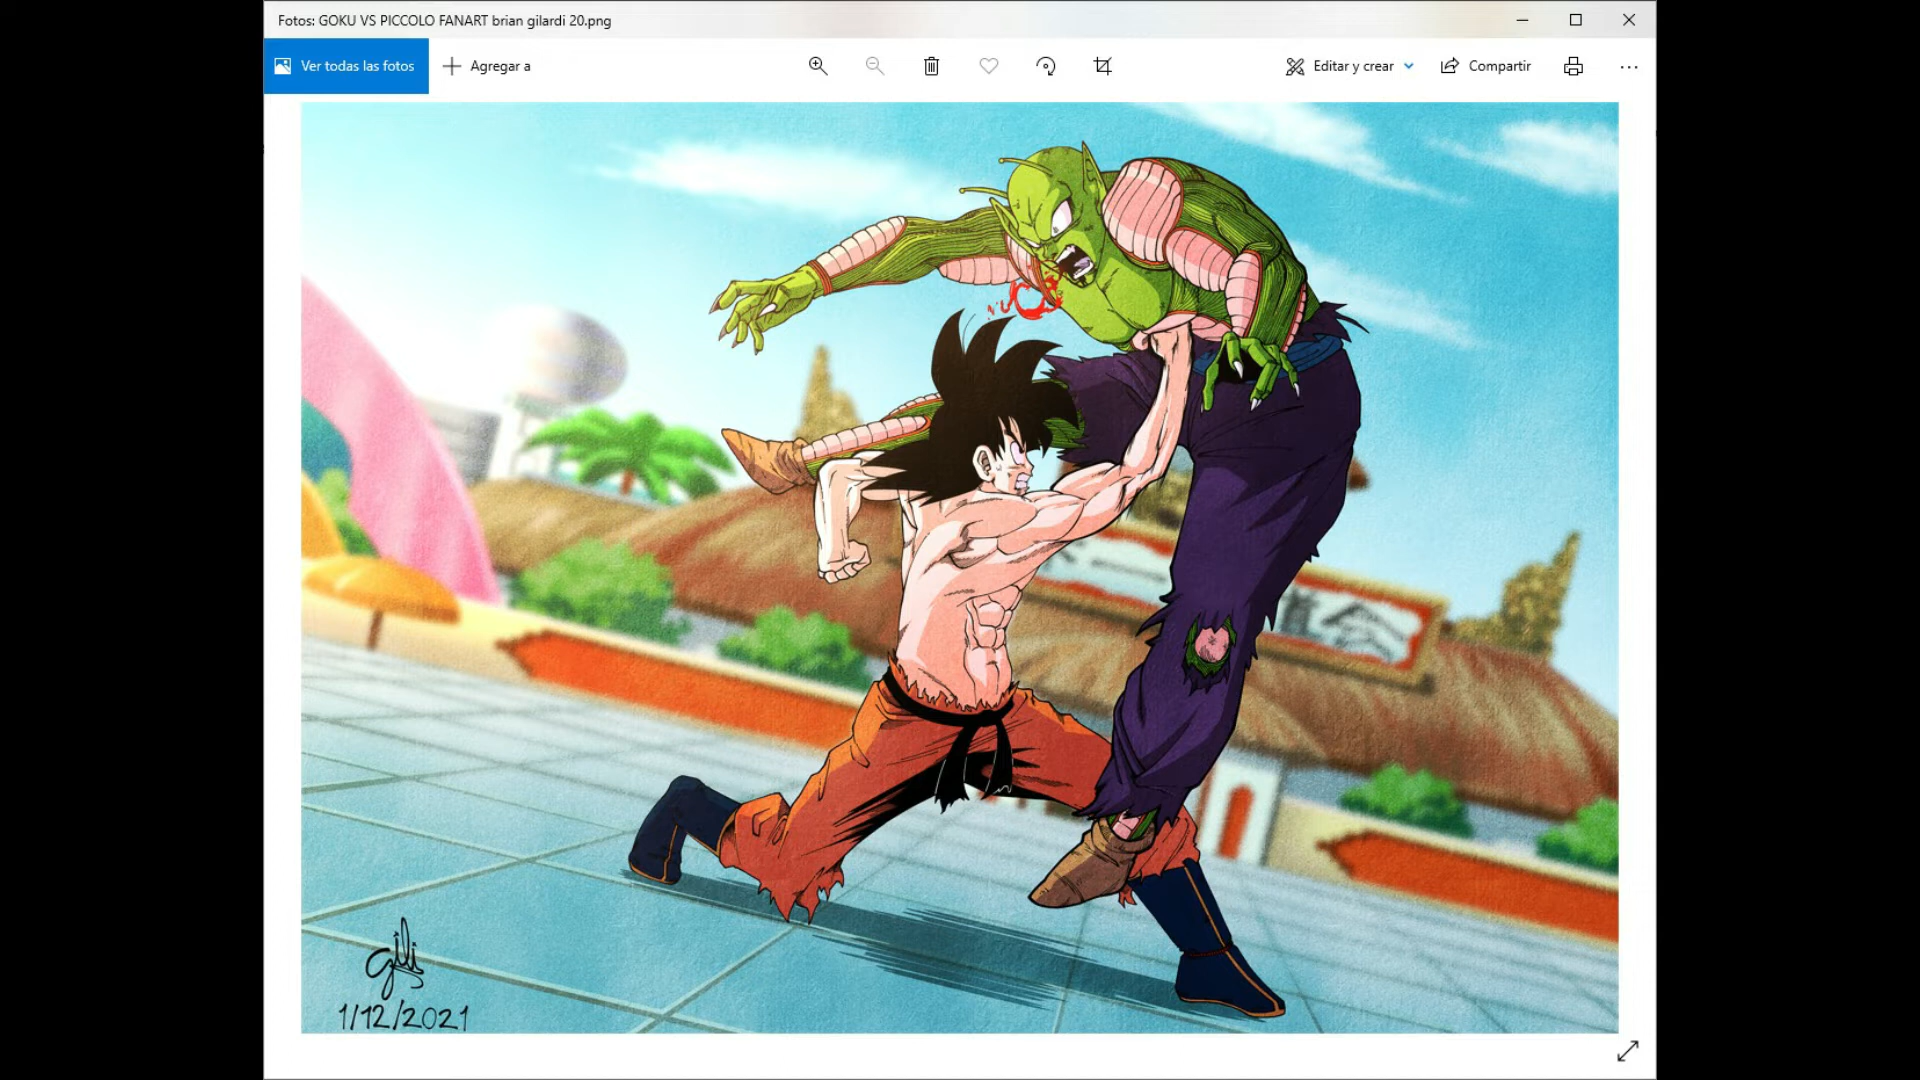 Fotos: GOKU VS PICCOLO FANART brian gilardi 20.png
Ver todas las fotos
Agregar a
Editar y crear
Compartir
gili
1/12/2021